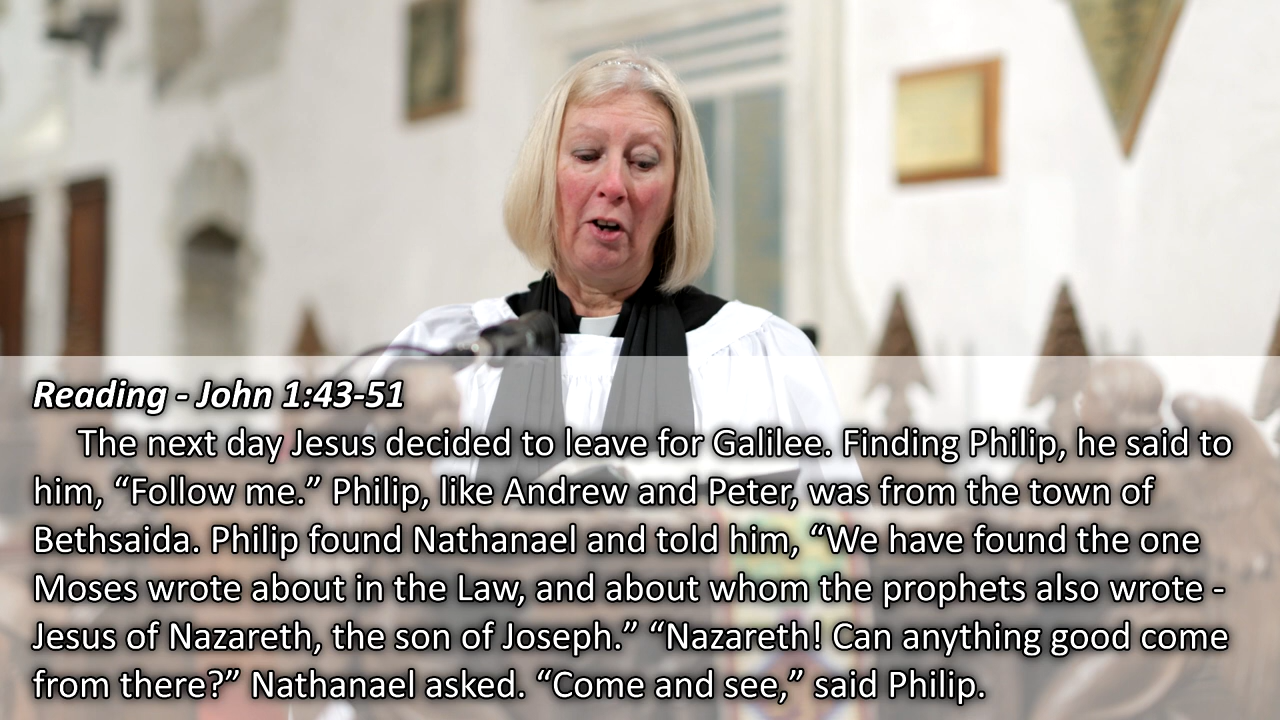 Reading - John 1:43-51
The next day Jesus decided to leave for Galilee. Finding Philip, he said to
him, “Follow me.” Philip, like Andrew and Peter, was from the town of
Bethsaida. Philip found Nathanael and told him, “We have found the one
Moses wrote about in the Law, and about whom the prophets also wrote -
Jesus of Nazareth, the son of Joseph.” “Nazareth! Can anything good come
from there?” Nathanael asked. “Come and see,” said Philip.